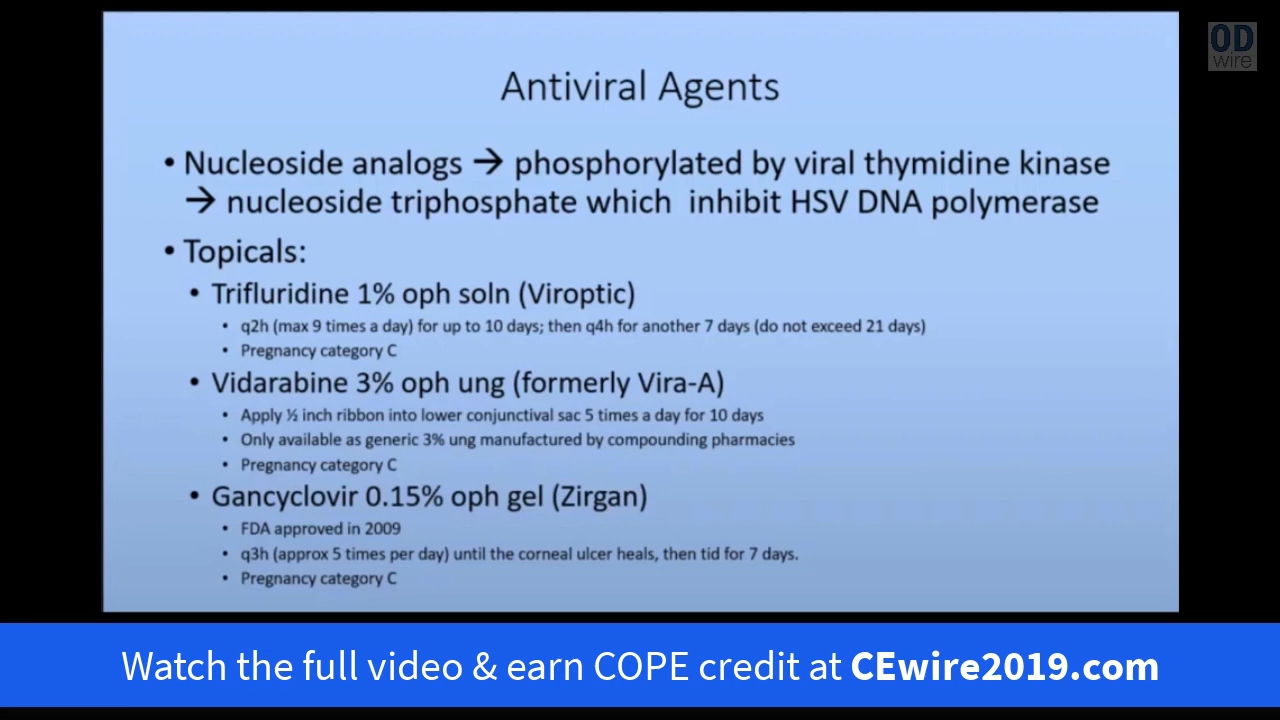 OD
wire
Antiviral Agents
• Nucleoside analogs → phosphorylated by viral thymidine kinase
→ nucleoside triphosphate which  inhibit HSV DNA polymerase
• Topicals:
• Trifluridine 1% oph soln (Viroptic)
• q2h (max 9 times a day) for up to 10 days; then q4h for another 7 days (do not exceed 21 days)
• Pregnancy category C
• Vidarabine 3% oph ung (formerly Vira-A)
• Apply ½ inch ribbon into lower conjunctival sac 5 times a day for 10 days
• Only available as generic 3% ung manufactured by compounding pharmacies
• Pregnancy category C
• Gancyclovir 0.15% oph gel (Zirgan)
• FDA approved in 2009
• q3h (approx 5 times per day) until the corneal ulcer heals, then tid for 7 days.
• Pregnancy category C
Watch the full video & earn COPE credit at CEwire2019.com